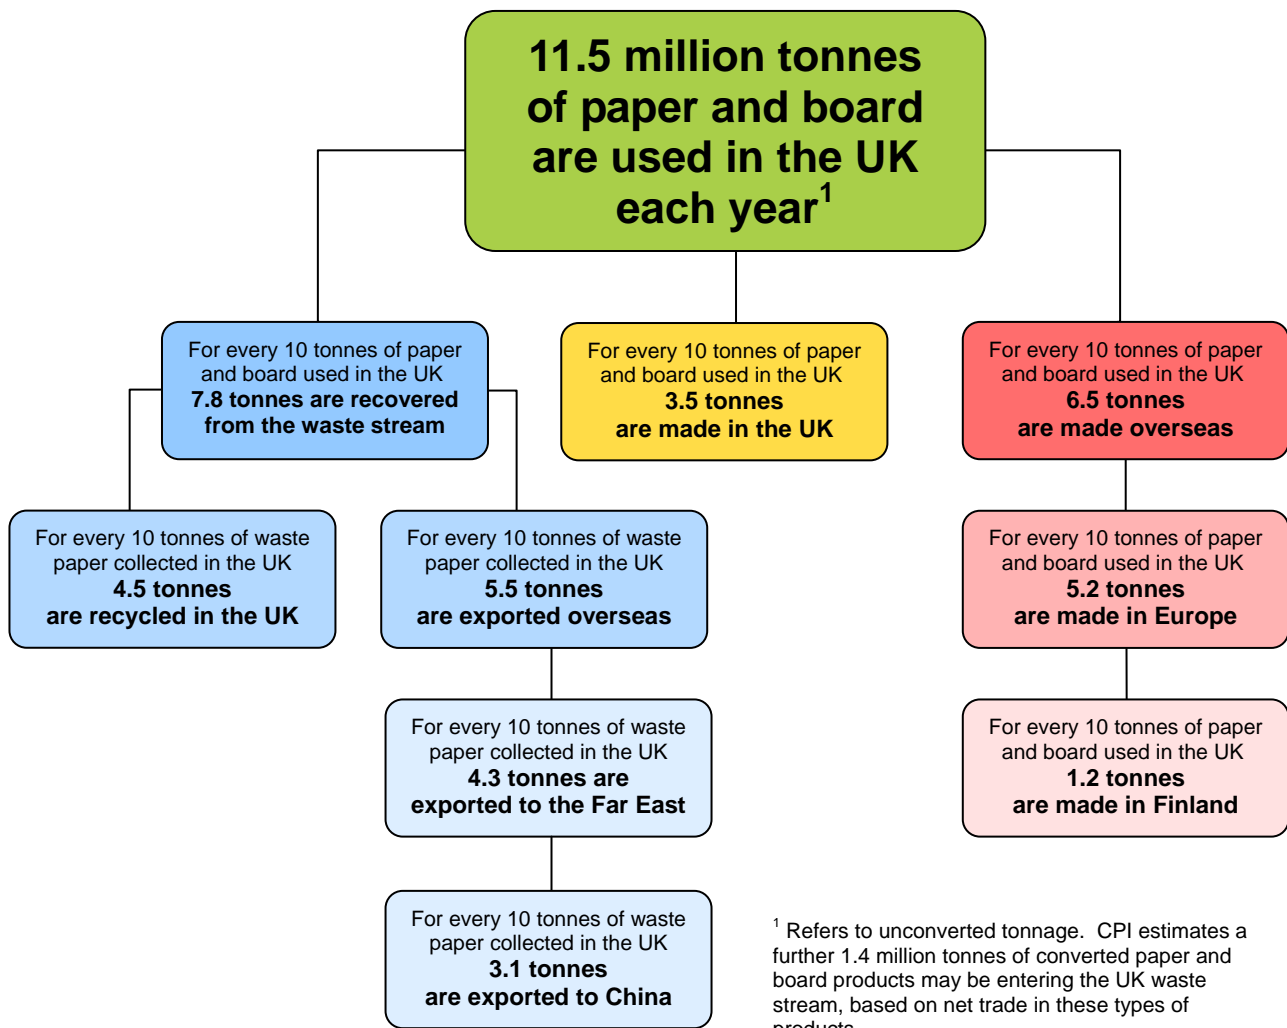 11.5 million tonnes
of paper and board
are used in the UK
each year1
For every 10 tonnes of paper
and board used in the UK
7.8 tonnes are recovered
from the waste stream
For every 10 tonnes of paper
and board used in the UK
3.5 tonnes
are made in the UK
For every 10 tonnes of paper
and board used in the UK
6.5 tonnes
are made overseas
For every 10 tonnes of waste
paper collected in the UK
4.5 tonnes
are recycled in the UK
For every 10 tonnes of waste
paper collected in the UK
5.5 tonnes
are exported overseas
For every 10 tonnes of paper
and board used in the UK
5.2 tonnes
are made in Europe
For every 10 tonnes of waste
paper collected in the UK
4.3 tonnes are
exported to the Far East
For every 10 tonnes of paper
and board used in the UK
1.2 tonnes
are made in Finland
For every 10 tonnes of waste
paper collected in the UK
3.1 tonnes
are exported to China
1 Refers to unconverted tonnage.  CPI estimates a
further 1.4 million tonnes of converted paper and
board products may be entering the UK waste
stream, based on net trade in these types of
products